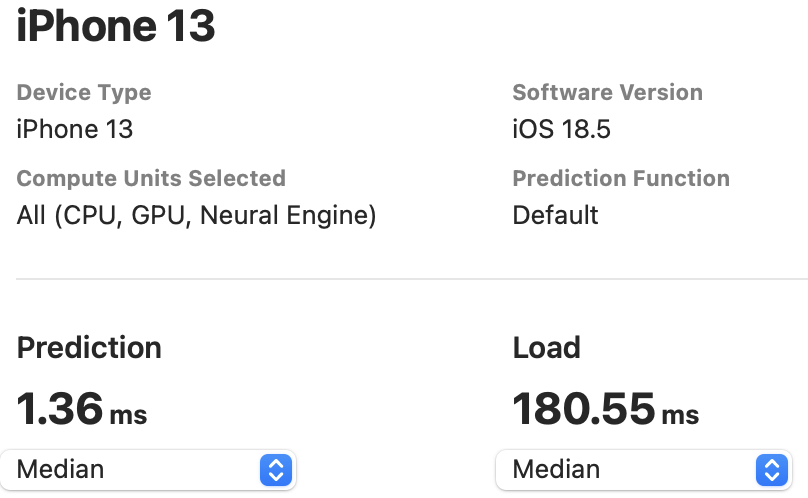 iPhone 13
Device Type
Software Version
iPhone 13
iOS 18.5
Compute Units Selected
Prediction Function
All (CPU, GPU, Neural Engine)
Default
Prediction
Load
1.36 ms
180.55 ms
Median
Median